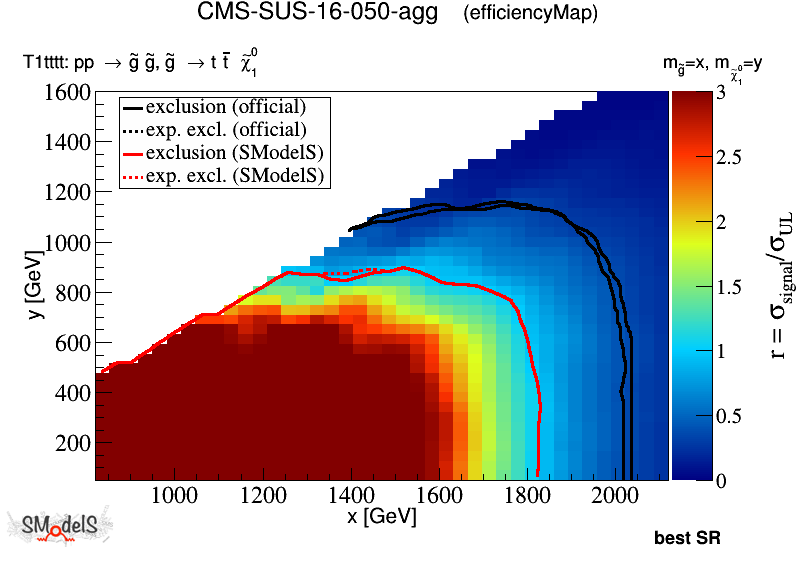 CMS-SUS-16-050-agg (efficiencyMap)
T1tttt: pp → g̃ g̃, g̃ → t t̄ χ̃₁⁰
m_g̃=x, m_χ̃₁⁰=y
exclusion (official)
exp. excl. (official)
exclusion (SModelS)
exp. excl. (SModelS)
1600
1400
1200
1000
800
600
400
200
y [GeV]
1000 1200 1400 1600 1800 2000
x [GeV]
3
2.5
2
1.5
1
0.5
0
r = σ_signal/σ_UL
SModelS
best SR